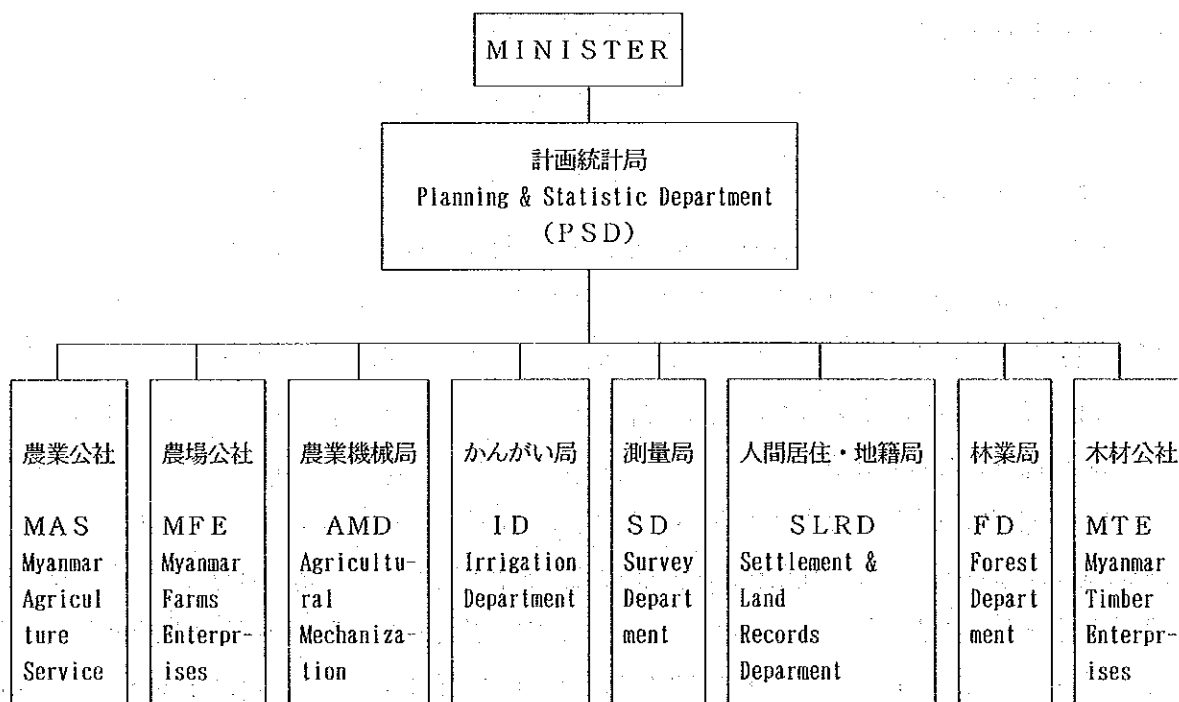 MINISTER
計画統計局
Planning & Statistic Department
(PSD)
農業公社
MAS
Myanmar
Agricul
ture
Service
農場公社
MFE
Myanmar
Farms
Enterpr-
ises
農業機械局
AMD
Agricultu-
ral
Mechaniza-
tion
かんがい局
ID
Irrigation
Department
測量局
SD
Survey
Depart
ment
人間居住・地籍局
SLRD
Settlement &
Land
Records
Deparment
林業局
FD
Forest
Depart
ment
木材公社
MTE
Myanmar
Timber
Enterpr-
ises